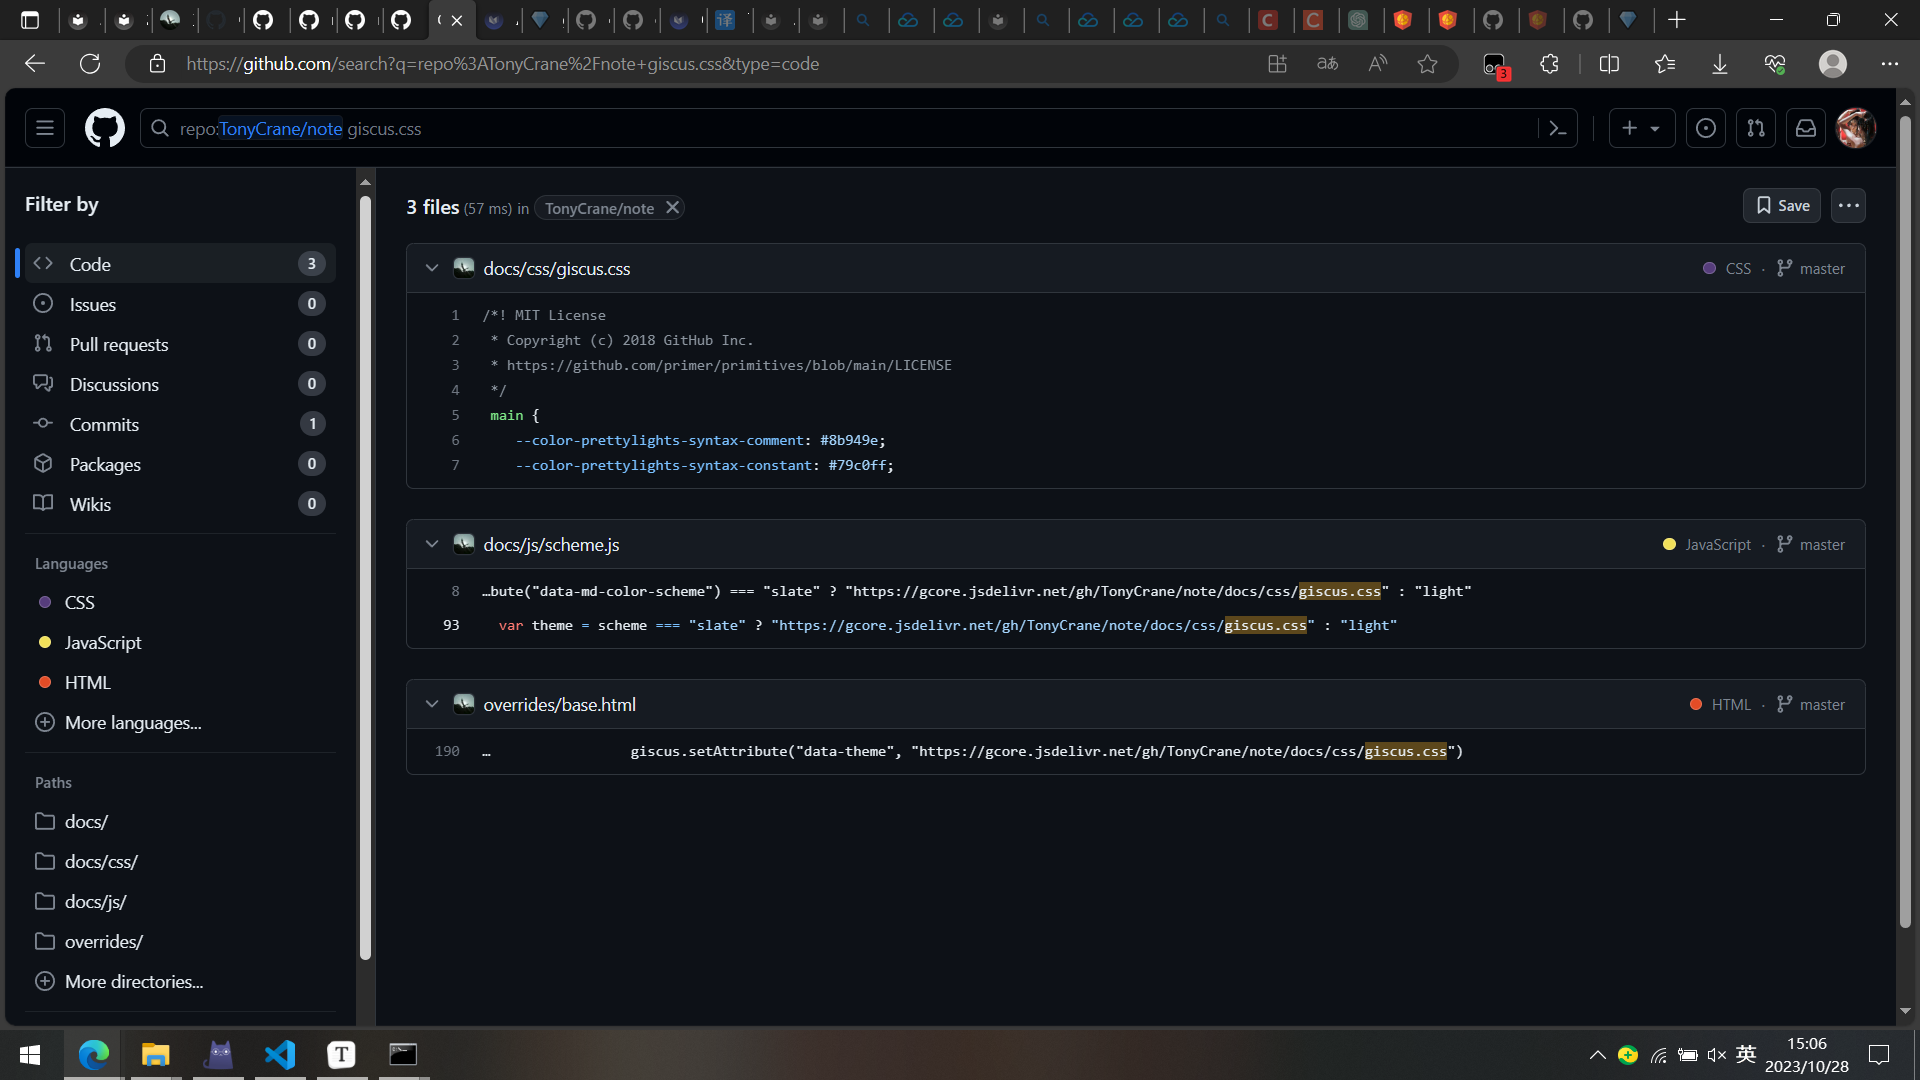 https://github.com/search?q=repo%3ATonyCrane%2Fnote+giscus.css&type=code
3
repo:TonyCrane/note giscus.css
Filter by
Code 3
Issues 0
Pull requests 0
Discussions 0
Commits 1
Packages 0
Wikis 0
Languages
CSS
JavaScript
HTML
More languages...
Paths
docs/
docs/css/
docs/js/
overrides/
More directories...
3 files (57 ms) in TonyCrane/note
Save
docs/css/giscus.css
CSS · master
1 /*! MIT License
2 * Copyright (c) 2018 GitHub Inc.
3 * https://github.com/primer/primitives/blob/main/LICENSE
4 */
5 main {
6 --color-prettylights-syntax-comment: #8b949e;
7 --color-prettylights-syntax-constant: #79c0ff;
docs/js/scheme.js
JavaScript · master
8 …bute("data-md-color-scheme") === "slate" ? "https://gcore.jsdelivr.net/gh/TonyCrane/note/docs/css/giscus.css" : "light"
93 var theme = scheme === "slate" ? "https://gcore.jsdelivr.net/gh/TonyCrane/note/docs/css/giscus.css" : "light"
overrides/base.html
HTML · master
190 … giscus.setAttribute("data-theme", "https://gcore.jsdelivr.net/gh/TonyCrane/note/docs/css/giscus.css")
英
15:06
2023/10/28